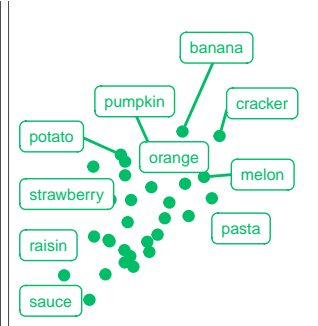 banana
pumpkin
cracker
potato
orange
melon
strawberry
pasta
raisin
sauce